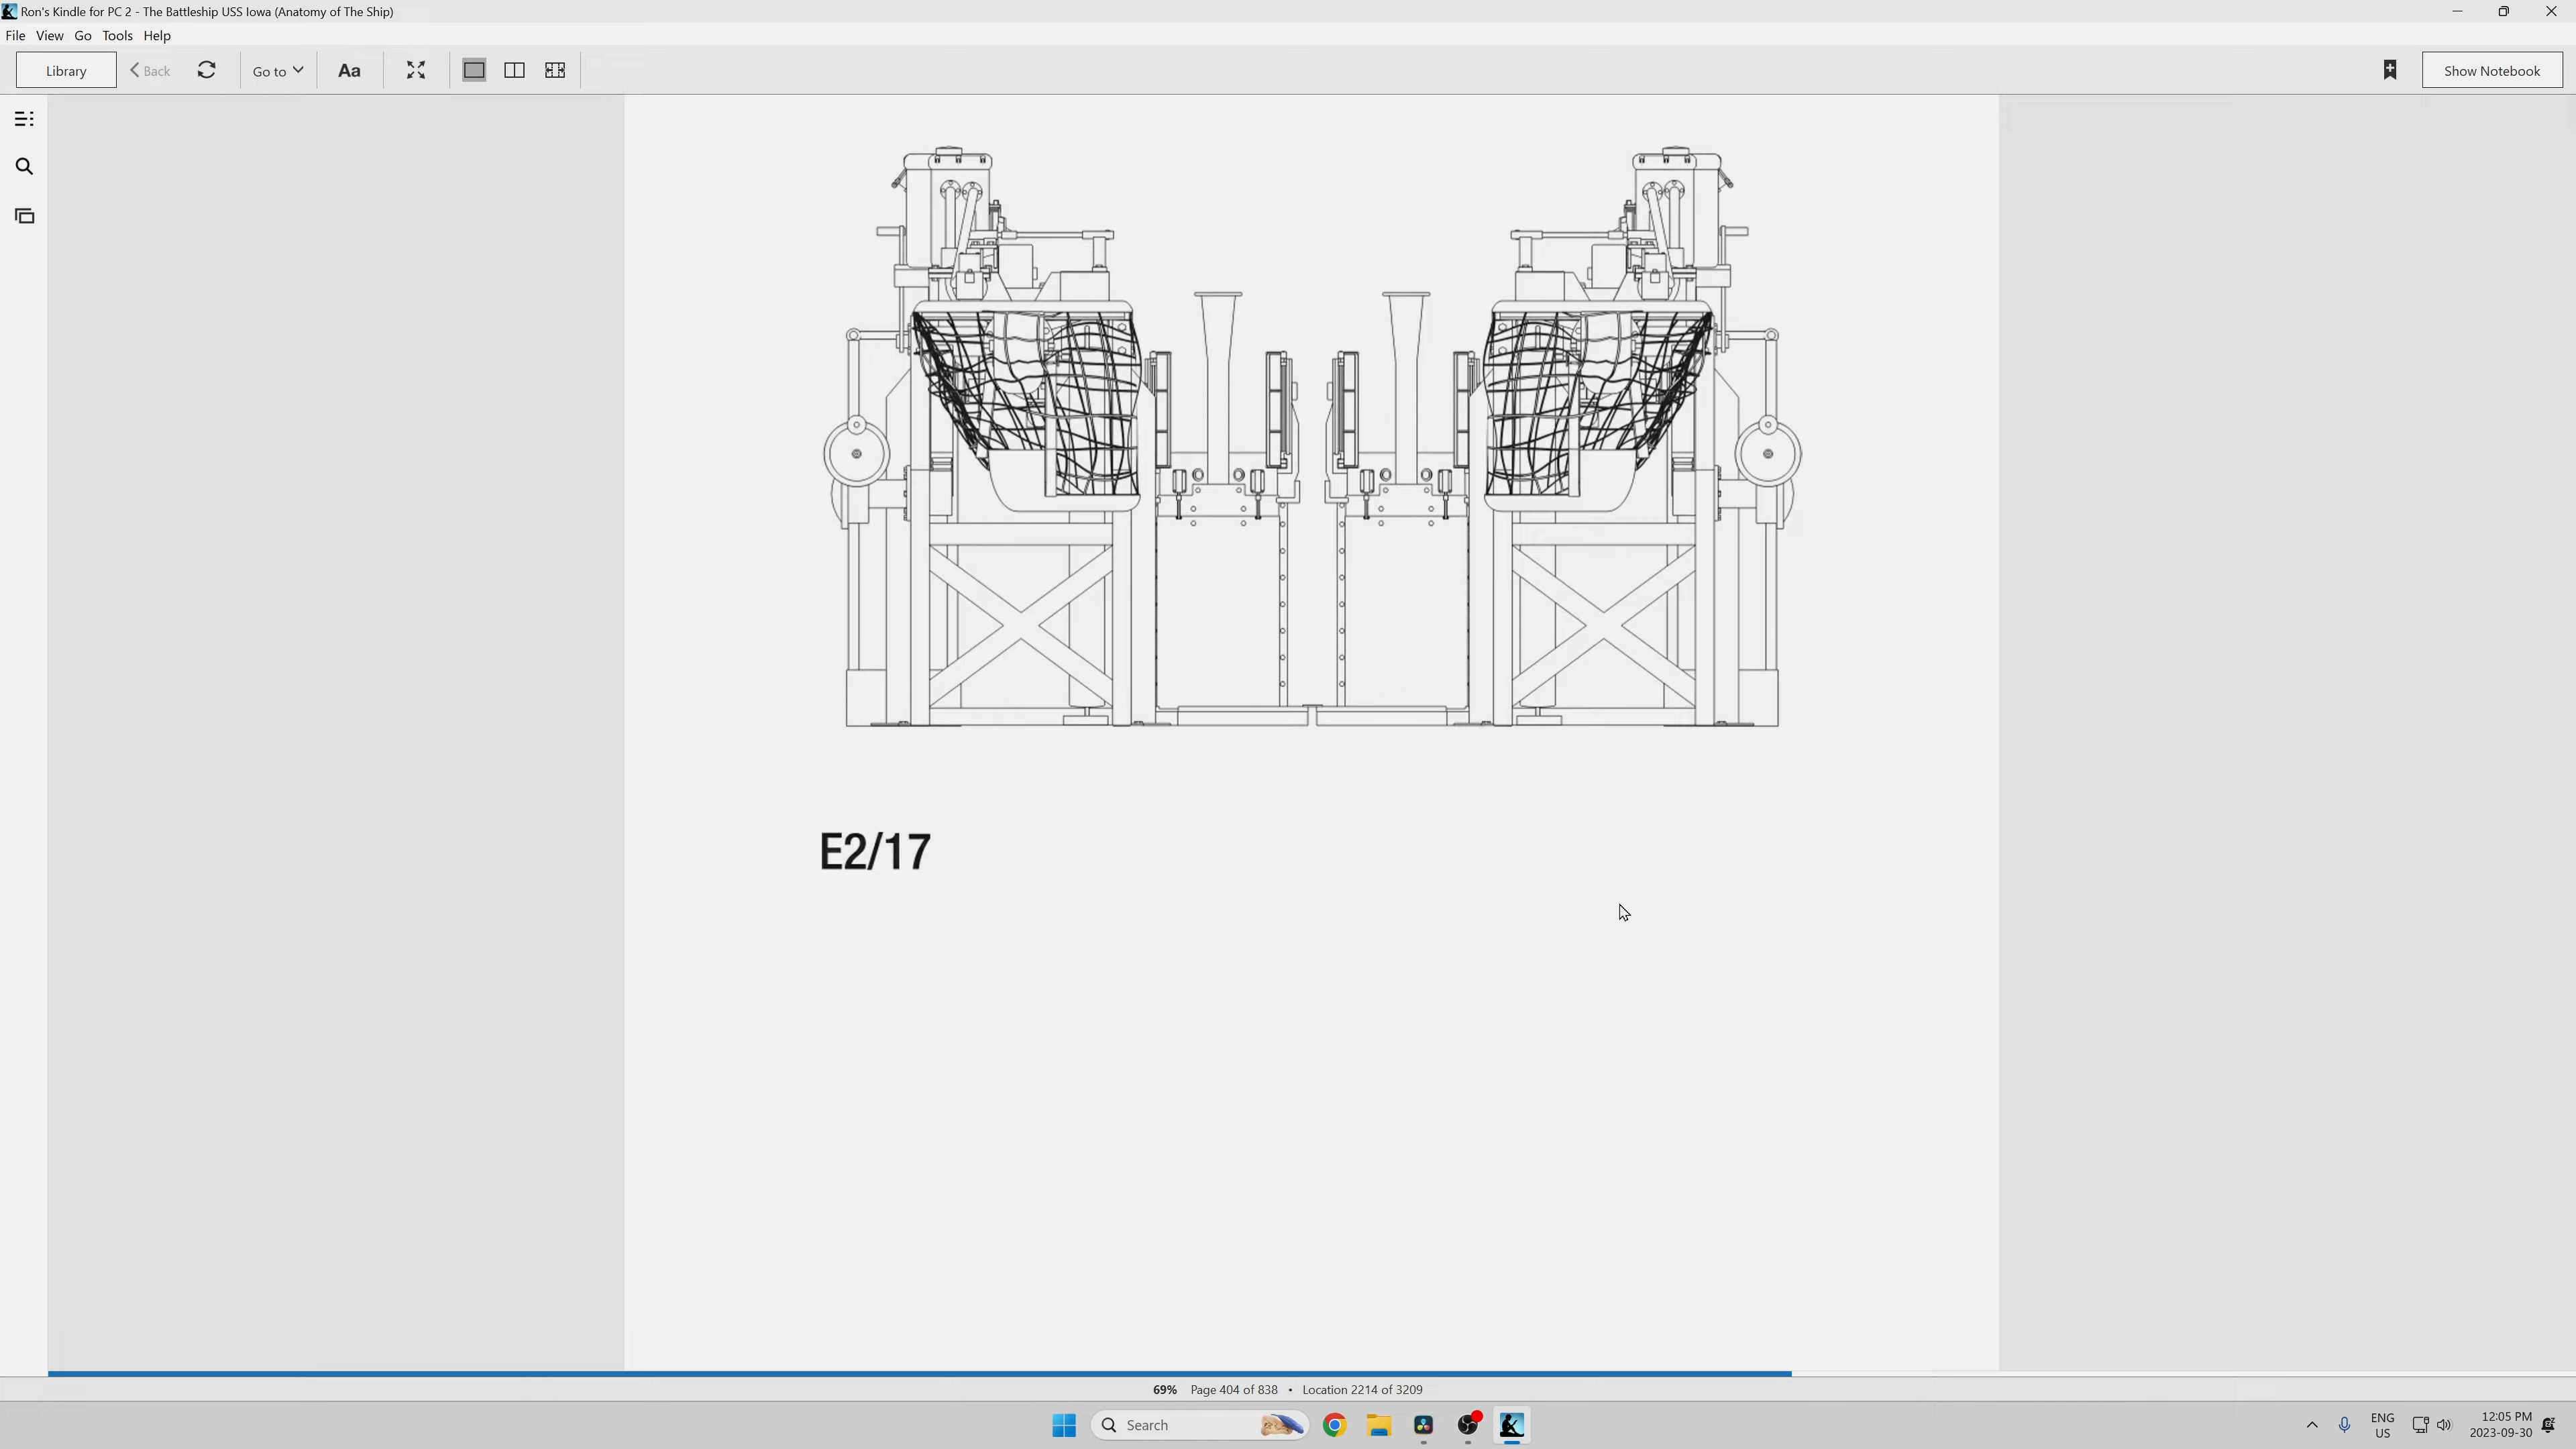 Ron's Kindle for PC 2 - The Battleship USS Iowa (Anatomy of The Ship)
File View Go Tools Help
Library
Back
Go to
Aa
Show Notebook
E2/17
69% Page 404 of 838 • Location 2214 of 3209
Search
ENG
US
12:05 PM
2023-09-30